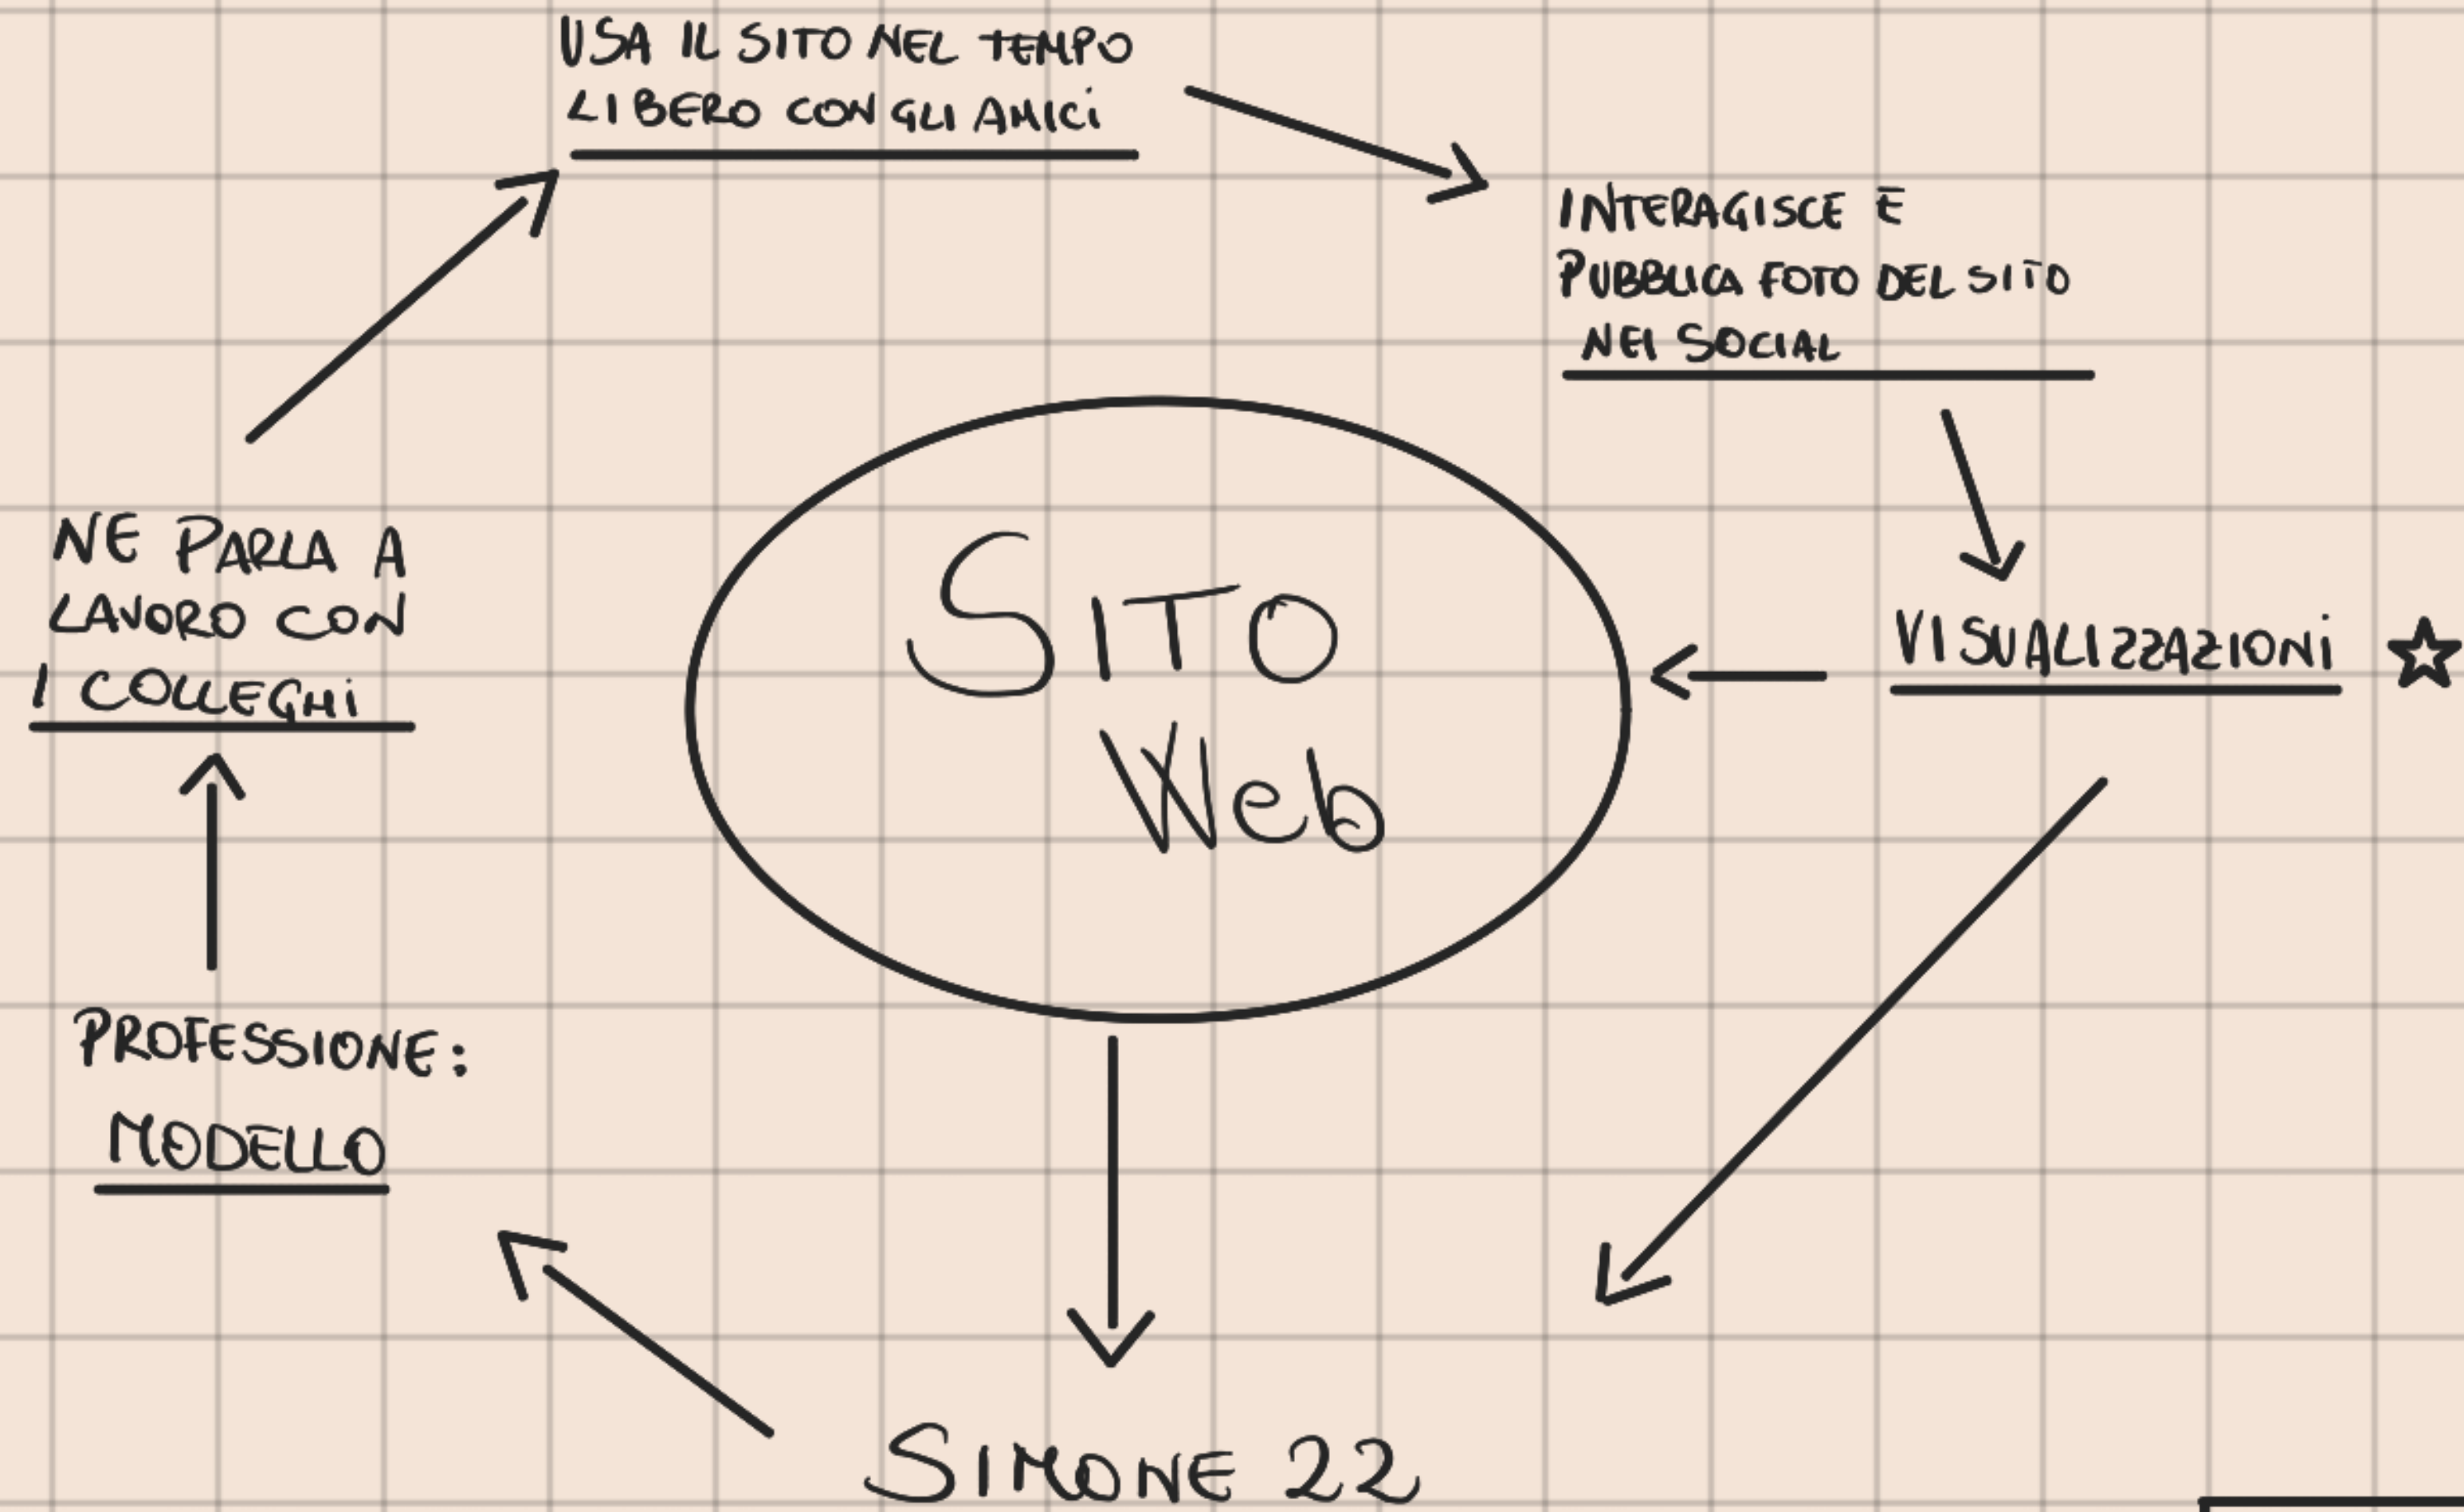 USA IL SITO NEL TEMPO
LIBERO CON GLI AMICI
INTERAGISCE E
PUBBLICA FOTO DEL SITO
NEI SOCIAL
NE PARLA A
LAVORO CON
I COLLEGHI
SITO
Web
VISUALIZZAZIONI
PROFESSIONE:
MODELLO
SIMONE 22